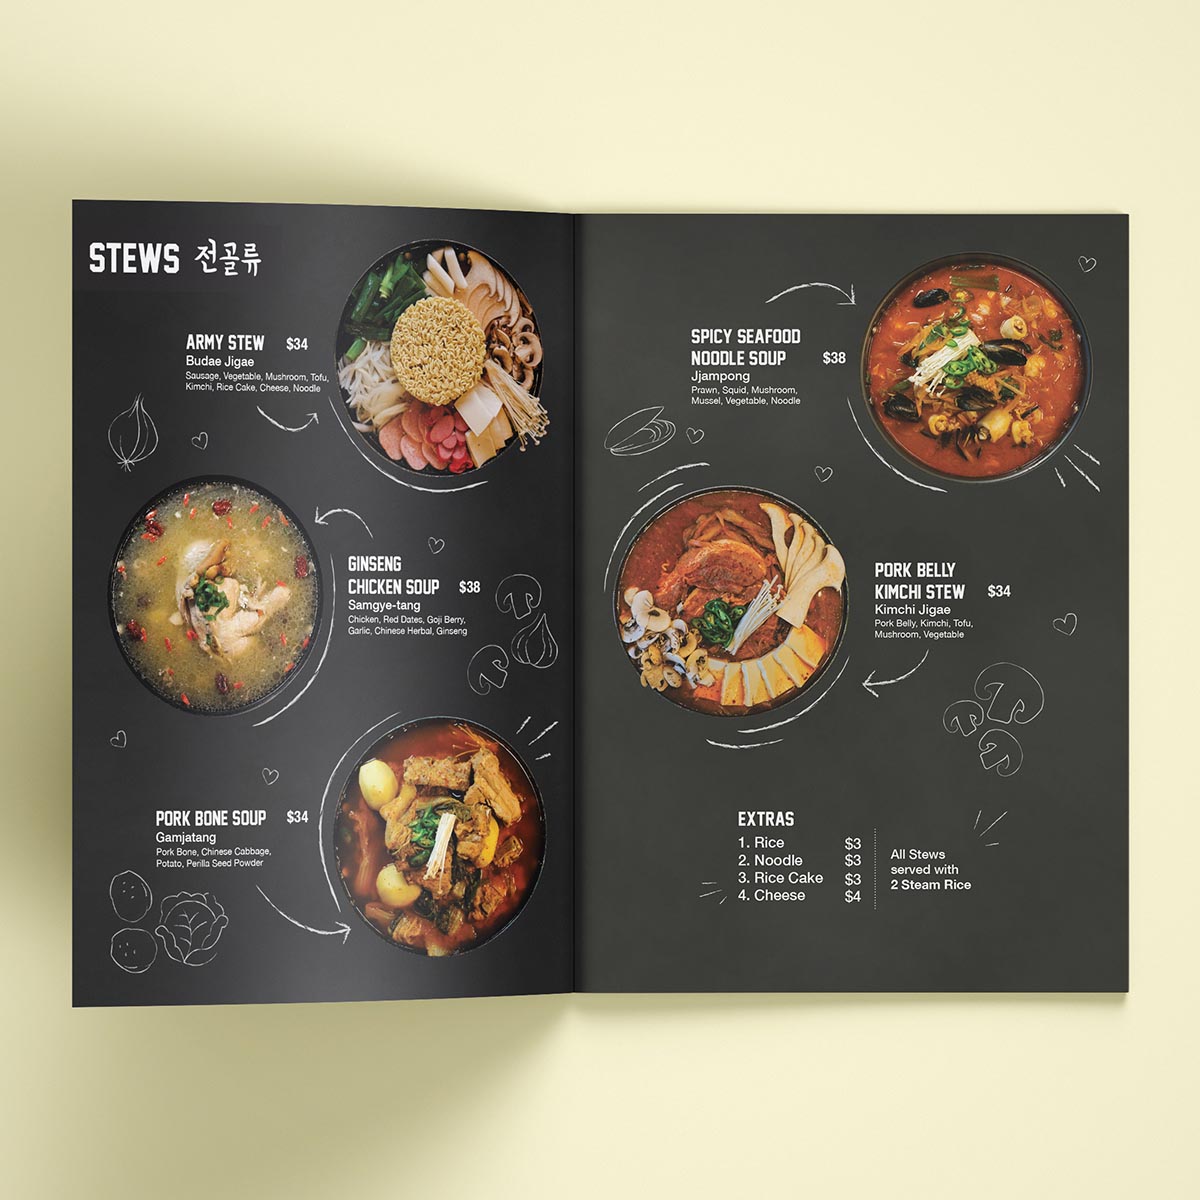 STEWS 전골류
ARMY STEW $34
Budae Jigae
Sausage, Vegetable, Mushroom, Tofu,
Kimchi, Rice Cake, Cheese, Noodle
GINSENG
CHICKEN SOUP $38
Samgye-tang
Chicken, Red Dates, Goji Berry,
Garlic, Chinese Herbal, Ginseng
PORK BONE SOUP $34
Gamjatang
Pork Bone, Chinese Cabbage,
Potato, Perilla Seed Powder
SPICY SEAFOOD
NOODLE SOUP $38
Jjampong
Prawn, Squid, Mushroom,
Mussel, Vegetable, Noodle
PORK BELLY
KIMCHI STEW $34
Kimchi Jigae
Pork Belly, Kimchi, Tofu,
Mushroom, Vegetable
EXTRAS
1. Rice $3
2. Noodle $3
3. Rice Cake $3
4. Cheese $4
All Stews
served with
2 Steam Rice